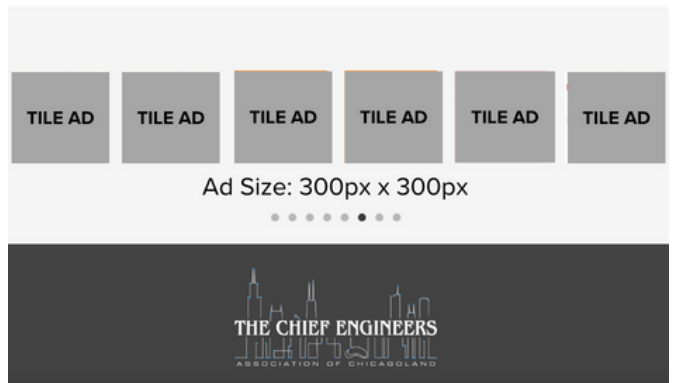 TILE AD TILE AD TILE AD TILE AD TILE AD TILE AD
Ad Size: 300px x 300px
THE CHIEF ENGINEERS
ASSOCIATION OF CHICAGOLAND